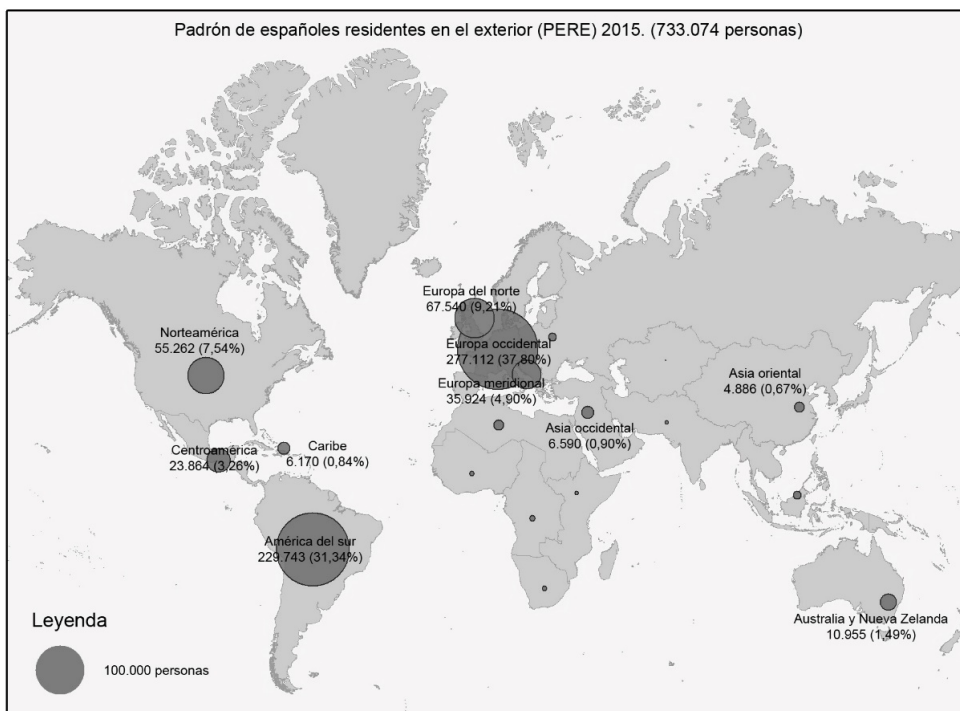 Padrón de españoles residentes en el exterior (PERE) 2015. (733.074 personas)
Europa del norte
67.540 (9,21%)
Norteamérica
55.262 (7,54%)
Europa occidental
277.112 (37,80%)
Europa meridional
35.924 (4,90%)
Asia oriental
4.886 (0,67%)
Asia occidental
6.590 (0,90%)
Caribe
6.170 (0,84%)
Centroamérica
23.864 (3,26%)
América del sur
229.743 (31,34%)
Australia y Nueva Zelanda
10.955 (1,49%)
Leyenda
100.000 personas